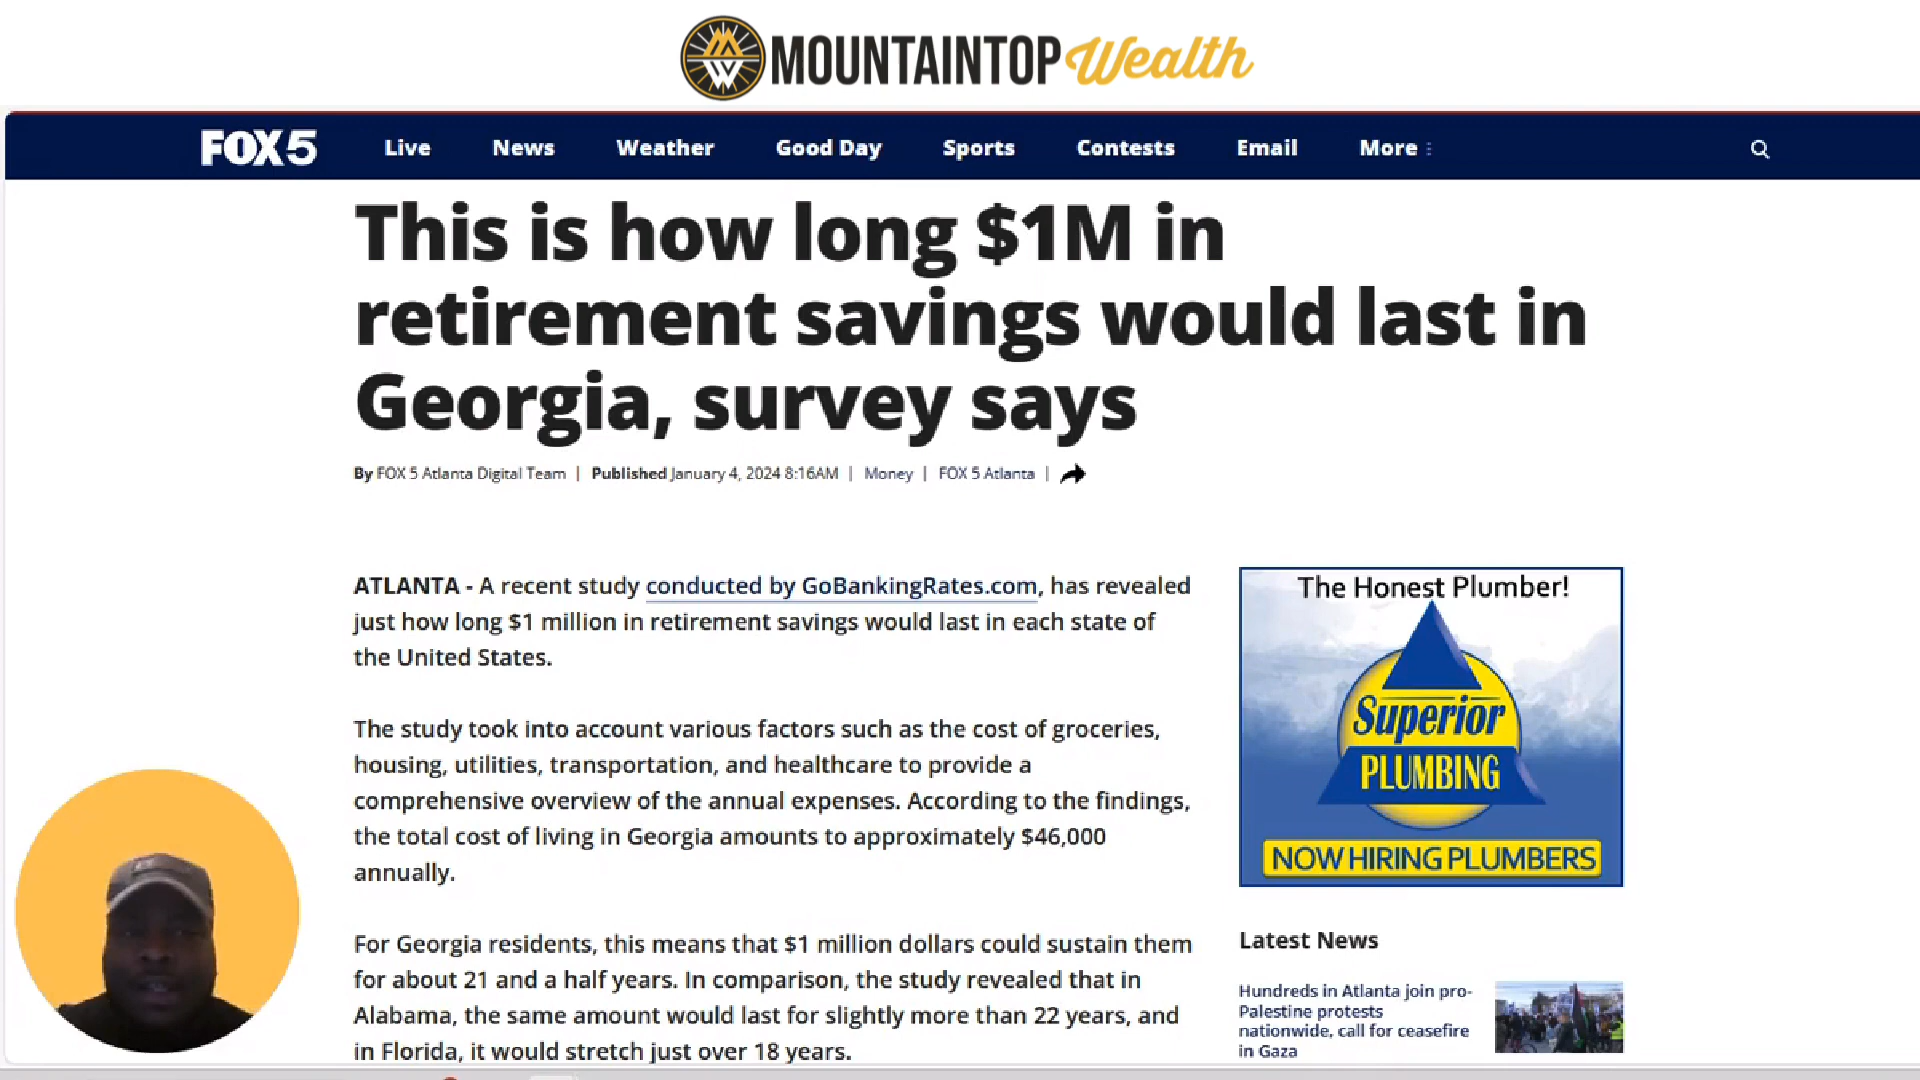 MOUNTAINTOP Wealth
FOX 5 Live News Weather Good Day Sports Contests Email More
This is how long $1M in
retirement savings would last in
Georgia, survey says
By FOX 5 Atlanta Digital Team | Published January 4, 2024 8:16AM | Money | FOX 5 Atlanta |
ATLANTA - A recent study conducted by GoBankingRates.com, has revealed
just how long $1 million in retirement savings would last in each state of
the United States.
The study took into account various factors such as the cost of groceries,
housing, utilities, transportation, and healthcare to provide a
comprehensive overview of the annual expenses. According to the findings,
the total cost of living in Georgia amounts to approximately $46,000
annually.
For Georgia residents, this means that $1 million dollars could sustain them
for about 21 and a half years. In comparison, the study revealed that in
Alabama, the same amount would last for slightly more than 22 years, and
in Florida, it would stretch just over 18 years.
The Honest Plumber!
Superior
PLUMBING
NOW HIRING PLUMBERS
Latest News
Hundreds in Atlanta join pro-
Palestine protests
nationwide, call for ceasefire
in Gaza